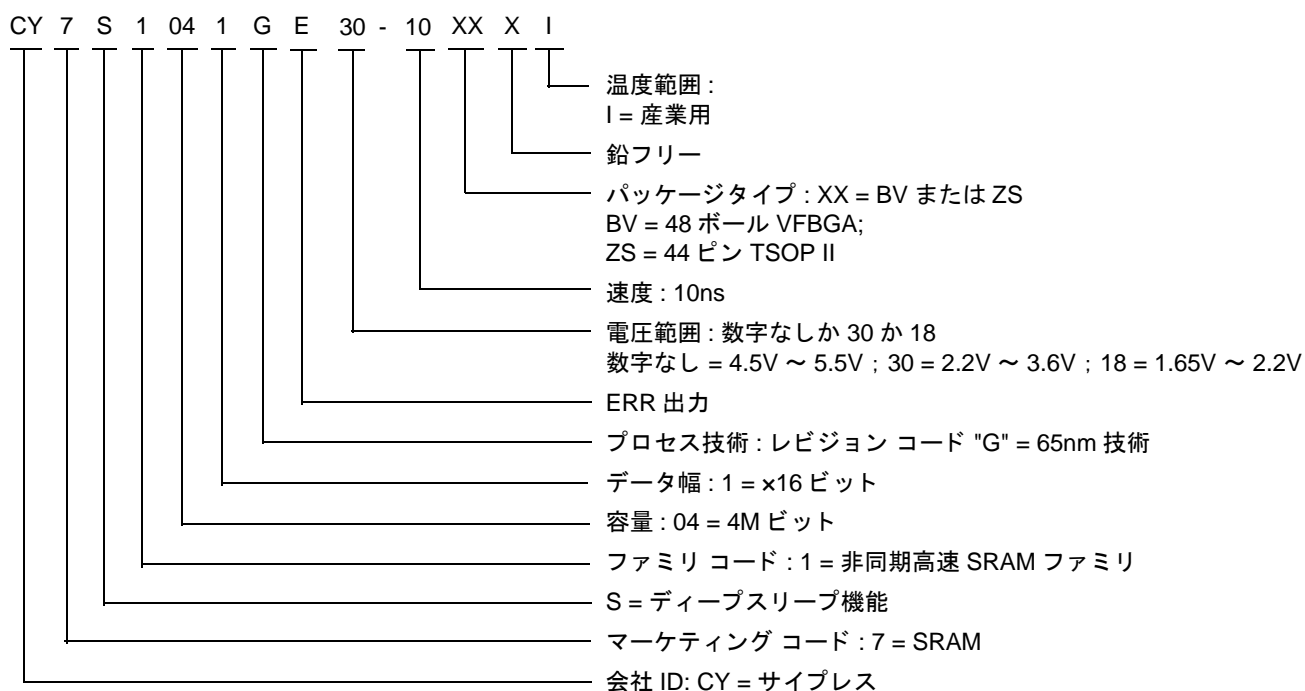 CY 7 S 1 04 1 G E 30 - 10 XX X I
温度範囲 :
I = 産業用
鉛フリー
パッケージタイプ : XX = BV または ZS
BV = 48 ボール VFBGA;
ZS = 44 ピン TSOP II
速度 : 10ns
電圧範囲 : 数字なしか 30 か 18
数字なし = 4.5V ～ 5.5V ; 30 = 2.2V ～ 3.6V ; 18 = 1.65V ～ 2.2V
ERR 出力
プロセス技術 : レビジョン コード "G" = 65nm 技術
データ幅 : 1 = ×16 ビット
容量 : 04 = 4M ビット
ファミリ コード : 1 = 非同期高速 SRAM ファミリ
S = ディープスリープ機能
マーケティング コード : 7 = SRAM
会社 ID: CY = サイプレス